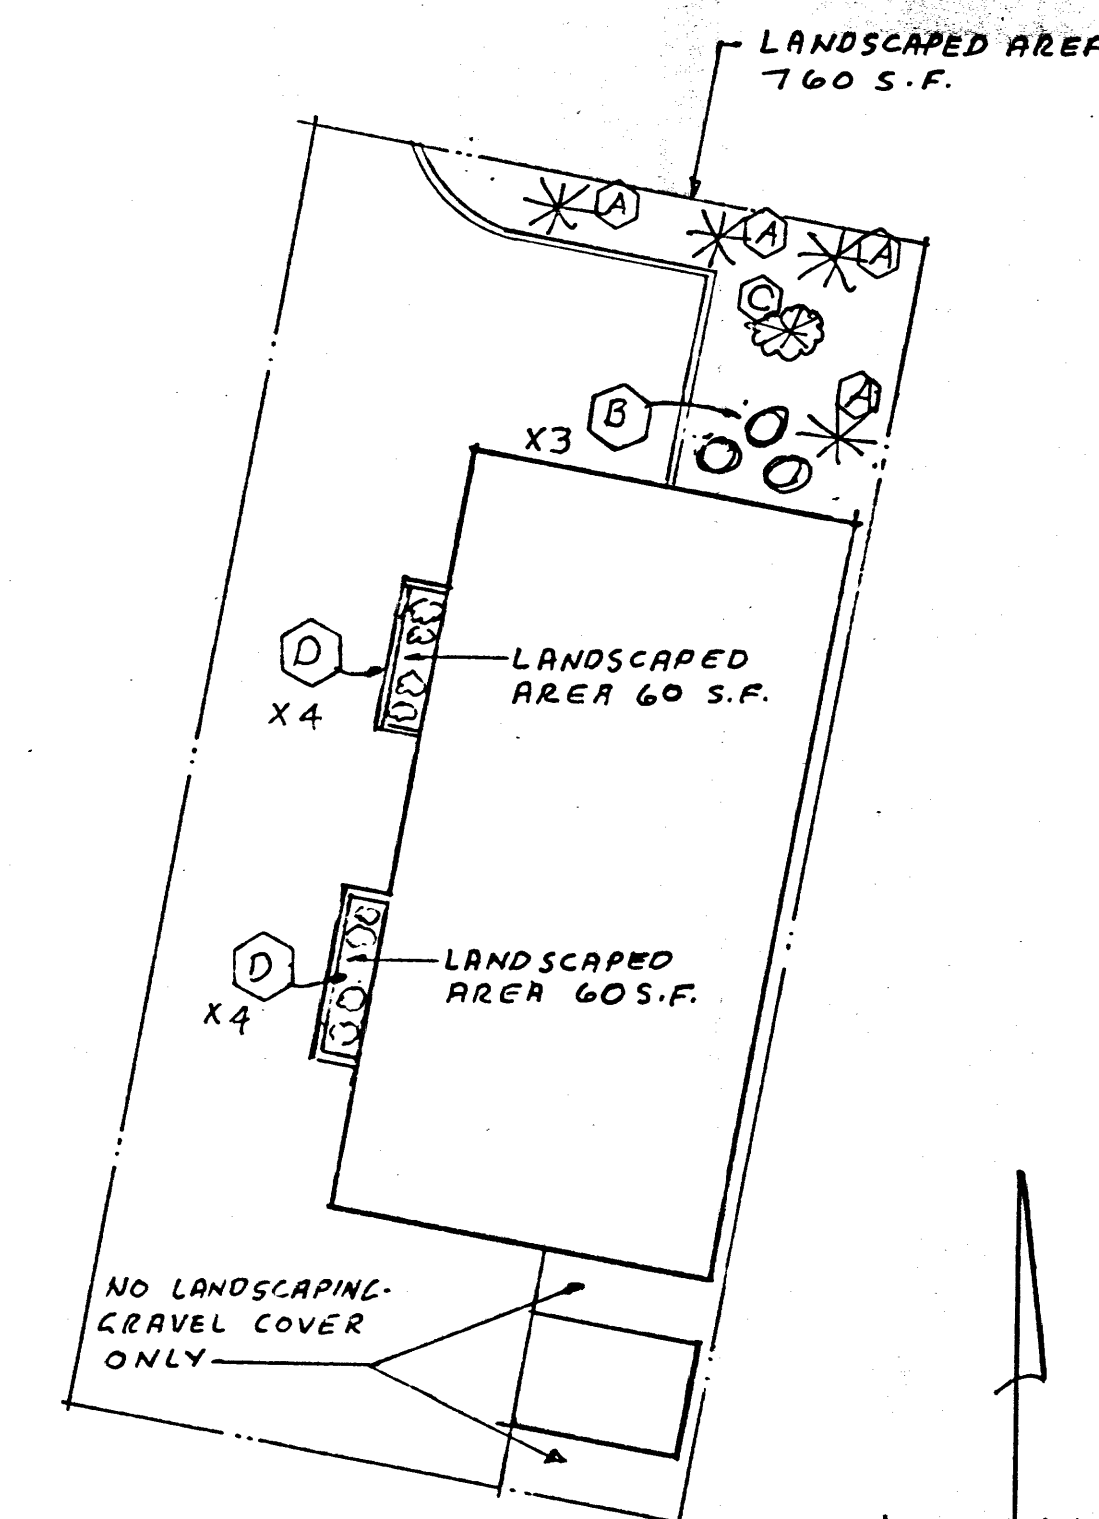 LANDSCAPED AREA
760 S.F.
A
A
A
C
A
B
X3
D
X4
LANDSCAPED
AREA 60 S.F.
D
X4
LANDSCAPED
AREA 60 S.F.
NO LANDSCAPING-
GRAVEL COVER
ONLY